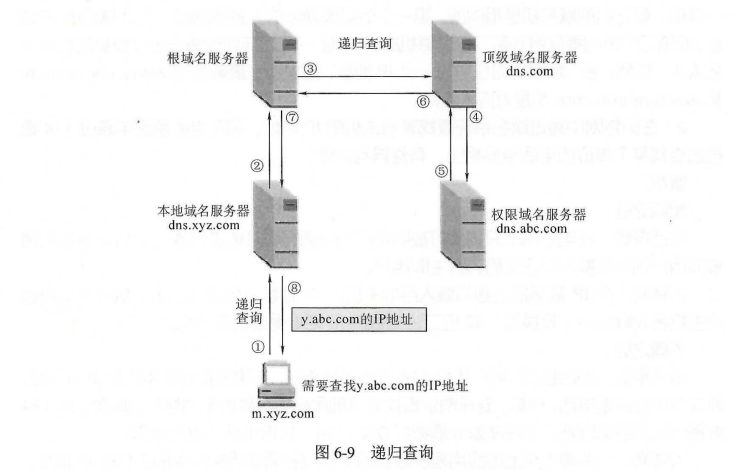 递归查询
根域名服务器
顶级域名服务器
dns.com
③
⑥
⑦
④
②
⑤
本地域名服务器
dns.xyz.com
权限域名服务器
dns.abc.com
⑧
递归
查询
y.abc.com的IP地址
①
需要查找y.abc.com的IP地址
m.xyz.com
图 6-9 递归查询